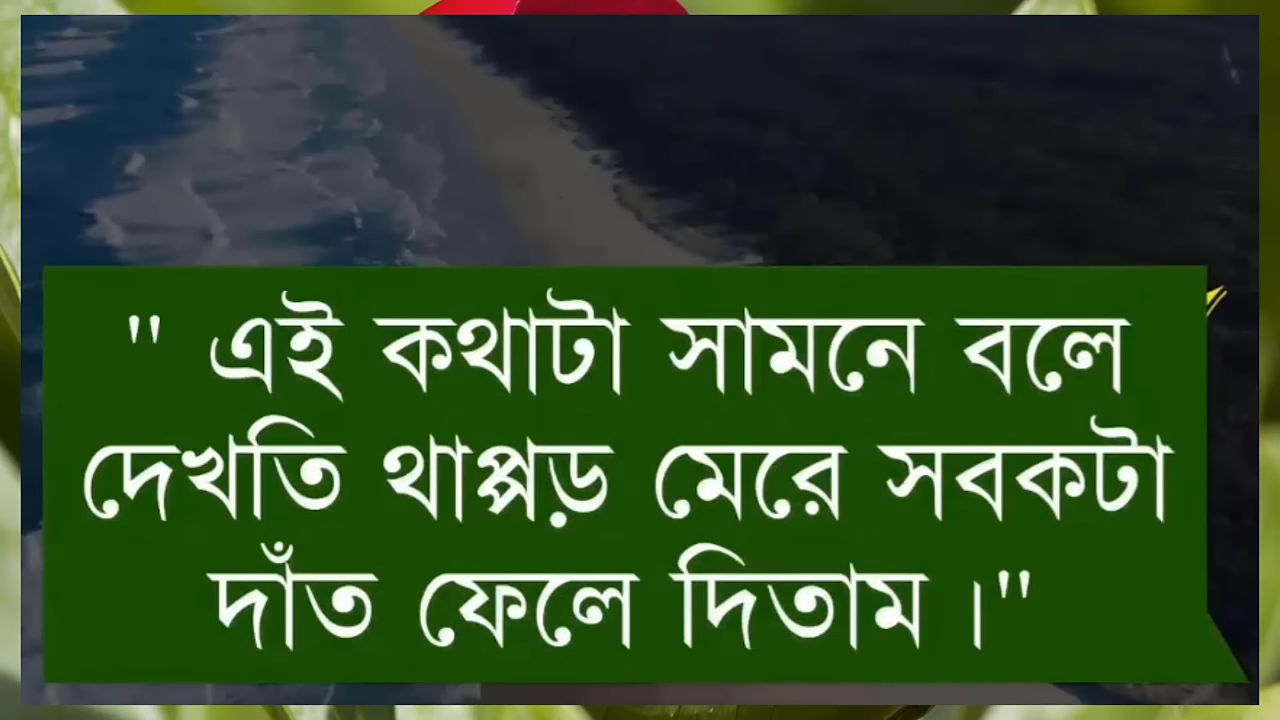 " এই কথাটা সামনে বলে
দেখতি থাপ্পড় মেরে সবকটা
দাঁত ফেলে দিতাম ।"